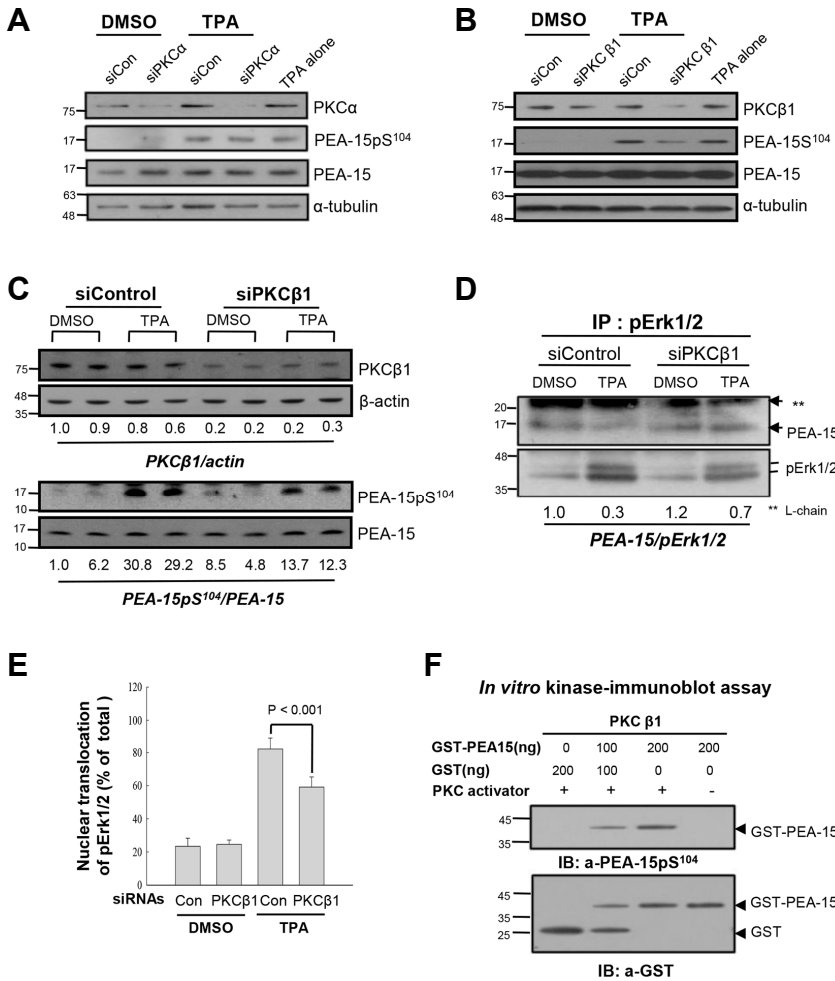 A
DMSO TPA
siCon siPKCα siCon siPKCα TPA alone
75 PKCα
17 PEA-15pS104
17 PEA-15
63
48 α-tubulin
B
DMSO TPA
siCon siPKC β1 siCon siPKC β1 TPA alone
75 PKCβ1
17 PEA-15S104
17 PEA-15
63
48 α-tubulin
C
siControl siPKCβ1
DMSO TPA DMSO TPA
75 PKCβ1
48 β-actin
35
1.0 0.9 0.8 0.6 0.2 0.2 0.2 0.3
PKCβ1/actin
17 PEA-15pS104
10
17 PEA-15
10
1.0 6.2 30.8 29.2 8.5 4.8 13.7 12.3
PEA-15pS104/PEA-15
D
IP : pErk1/2
siControl siPKCβ1
DMSO TPA DMSO TPA
20 **
17 PEA-15
48 pErk1/2
35
1.0 0.3 1.2 0.7 ** L-chain
PEA-15/pErk1/2
E
Nuclear translocation
of pErk1/2 (% of total )
120
100
80
60
40
20
0
P < 0.001
siRNAs Con PKCβ1 Con PKCβ1
DMSO TPA
F
In vitro kinase-immunoblot assay
PKC β1
GST-PEA15(ng) 0 100 200 200
GST(ng) 200 100 0 0
PKC activator + + + -
45 GST-PEA-15
35
IB: a-PEA-15pS104
45 GST-PEA-15
35
25 GST
IB: a-GST